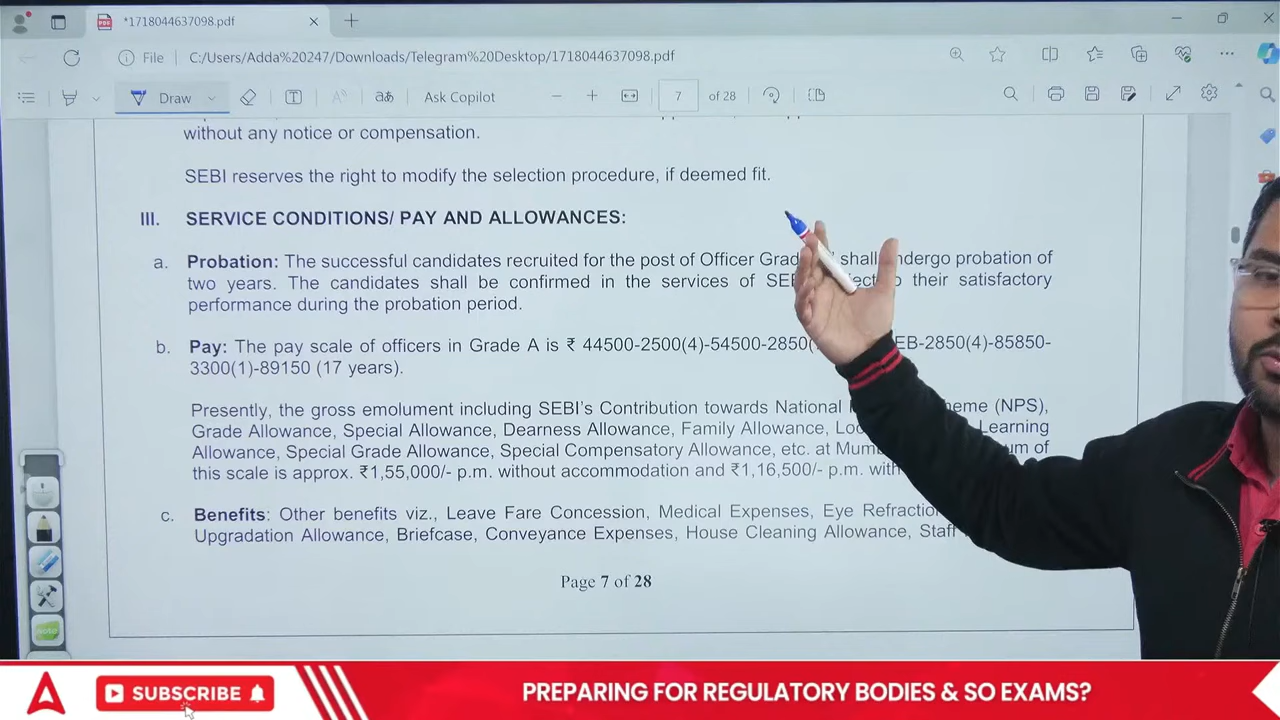 *1718044637098.pdf
File C:/Users/Adda%20247/Downloads/Telegram%20Desktop/1718044637098.pdf
Draw Ask Copilot 7 of 28
without any notice or compensation.
SEBI reserves the right to modify the selection procedure, if deemed fit.
III. SERVICE CONDITIONS/ PAY AND ALLOWANCES:
a. Probation: The successful candidates recruited for the post of Officer Grad shall ndergo probation of
two years. The candidates shall be confirmed in the services of SEB their satisfactory
performance during the probation period.
b. Pay: The pay scale of officers in Grade A is ₹ 44500-2500(4)-54500-2850( EB-2850(4)-85850-
3300(1)-89150 (17 years).
Presently, the gross emolument including SEBI's Contribution towards National heme (NPS),
Grade Allowance, Special Allowance, Dearness Allowance, Family Allowance, Learning
Allowance, Special Grade Allowance, Special Compensatory Allowance, etc. at Mum um of
this scale is approx. ₹1,55,000/- p.m. without accommodation and ₹1,16,500/- p.m.
c. Benefits: Other benefits viz., Leave Fare Concession, Medical Expenses, Eye Refractio
Upgradation Allowance, Briefcase, Conveyance Expenses, House Cleaning Allowance, Staff
Page 7 of 28
SUBSCRIBE
PREPARING FOR REGULATORY BODIES & SO EXAMS?